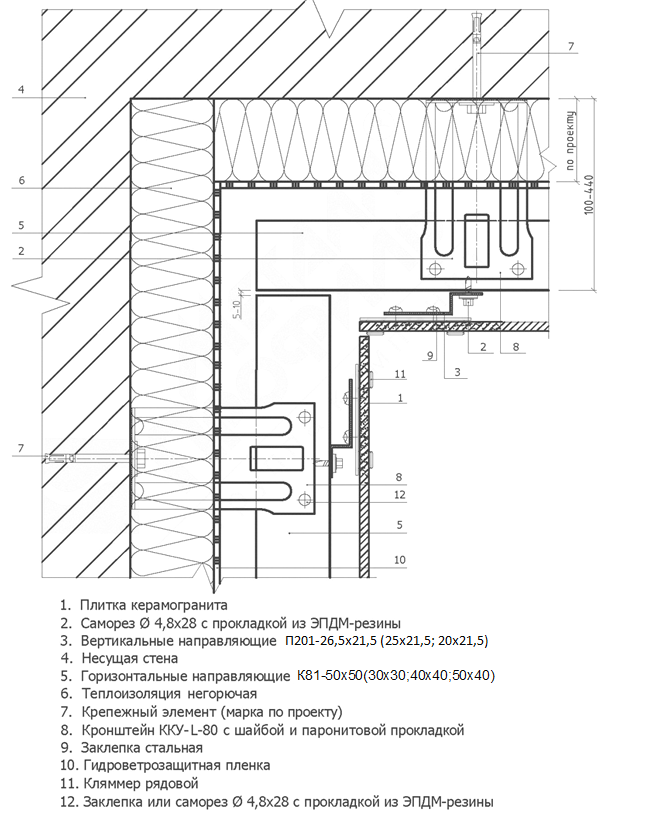 7
4
по проекту
100-440
6
5
2
5-10
9
3
2
8
11
1
7
8
12
5
10
1. Плитка керамогранита
2. Саморез Ø 4,8х28 с прокладкой из ЭПДМ-резины
3. Вертикальные направляющие П201-26,5х21,5 (25х21,5; 20х21,5)
4. Несущая стена
5. Горизонтальные направляющие К81-50х50(30х30;40х40;50х40)
6. Теплоизоляция негорючая
7. Крепежный элемент (марка по проекту)
8. Кронштейн ККУ-L-80 с шайбой и паронитовой прокладкой
9. Заклепка стальная
10. Гидроветрозащитная пленка
11. Кляммер рядовой
12. Заклепка или саморез Ø 4,8х28 с прокладкой из ЭПДМ-резины